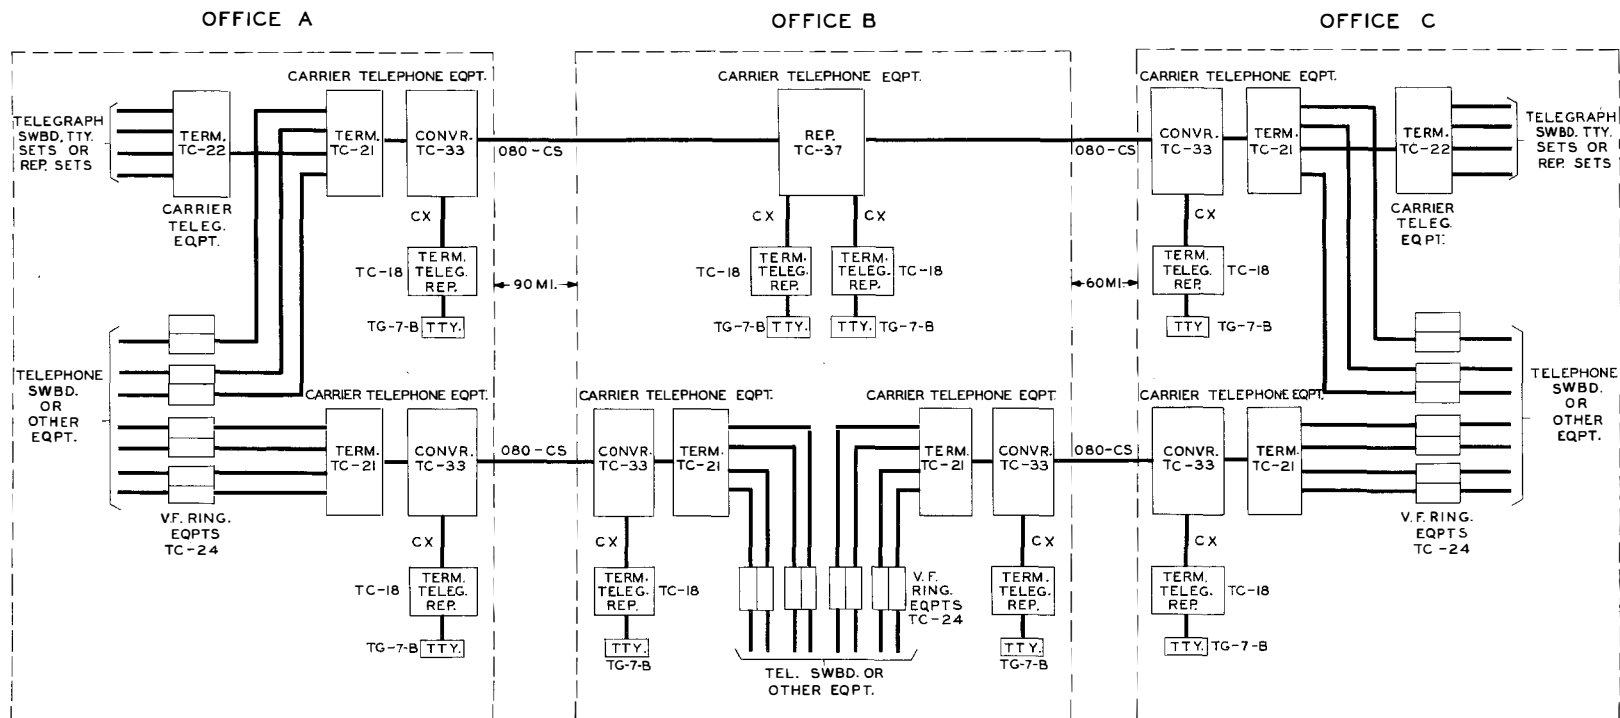 OFFICE A
OFFICE B
OFFICE C
CARRIER TELEPHONE EQPT.
CARRIER TELEPHONE EQPT.
CARRIER TELEPHONE EQPT.
TELEGRAPH
SWBD. TTY.
SETS OR
REP. SETS
TERM.
TC-22
TERM.
TC-21
CONVR.
TC-33
080-CS
REP.
TC-37
080-CS
CONVR.
TC-33
TERM.
TC-21
TERM.
TC-22
TELEGRAPH
SWBD. TTY.
SETS OR
REP. SETS
CARRIER
TELEG.
EQPT.
CX
CX
CX
CX
CARRIER
TELEG.
EQPT.
TC-18
TERM.
TELEG.
REP.
90 MI.
TC-18
TERM.
TELEG.
REP.
TERM.
TELEG.
REP.
TC-18
60 MI.
TERM.
TELEG.
REP.
TC-18
TG-7-B
TTY.
TG-7-B
TTY.
TTY.
TG-7-B
TTY
TG-7-B
TELEPHONE
SWBD.
OR
OTHER
EQPT.
TELEPHONE
SWBD.
OR
OTHER
EQPT.
CARRIER TELEPHONE EQPT.
CARRIER TELEPHONE EQPT.
CARRIER TELEPHONE EQPT.
CARRIER TELEPHONE EQPT.
TERM.
TC-21
CONVR.
TC-33
080-CS
CONVR.
TC-33
TERM.
TC-21
TERM.
TC-21
CONVR.
TC-33
080-CS
CONVR.
TC-33
TERM.
TC-21
V.F. RING.
EQPTS
TC-24
V.F. RING.
EQPTS
TC-24
CX
CX
CX
CX
TC-18
TERM.
TELEG.
REP.
TERM.
TELEG.
REP.
TC-18
V.F.
RING.
EQPTS
TC-24
TERM.
TELEG.
REP.
TERM.
TELEG.
REP.
TC-18
TG-7-B
TTY.
TTY.
TG-7-B
TEL. SWBD. OR
OTHER EQPT.
TTY.
TG-7-B
TTY.
TG-7-B